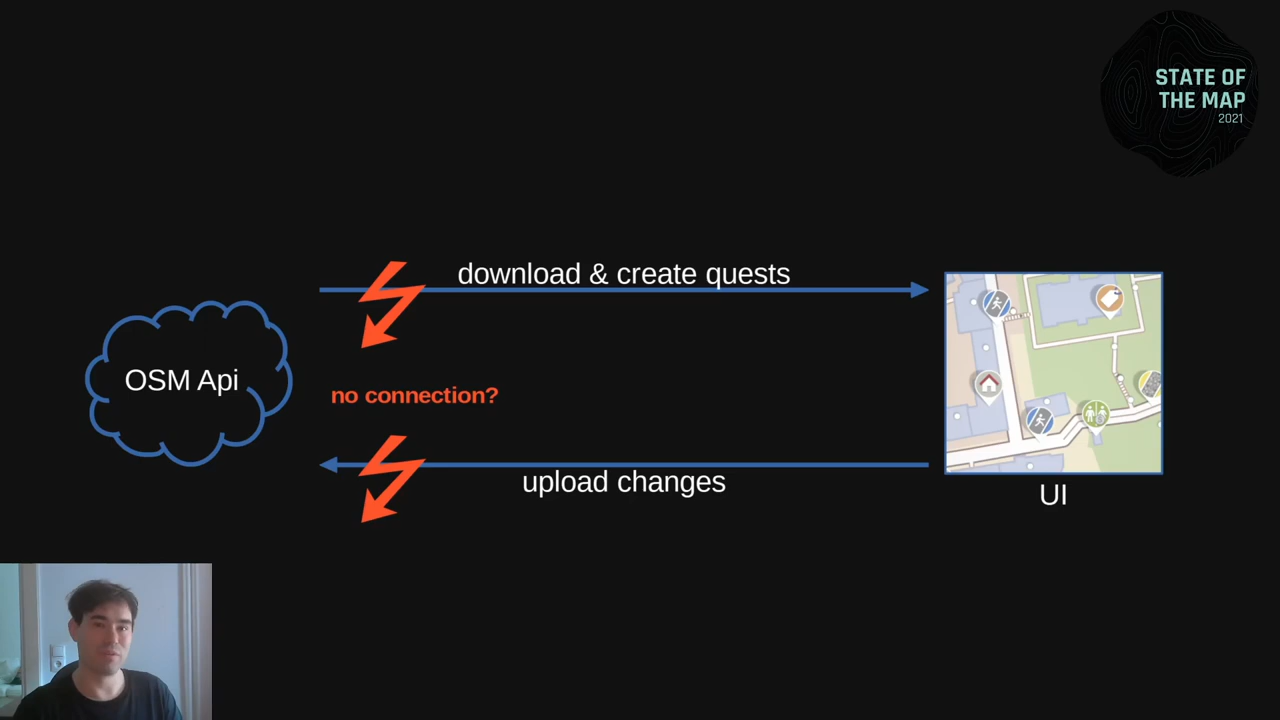 STATE OF
THE MAP
2021
download & create quests
OSM Api
no connection?
upload changes
UI